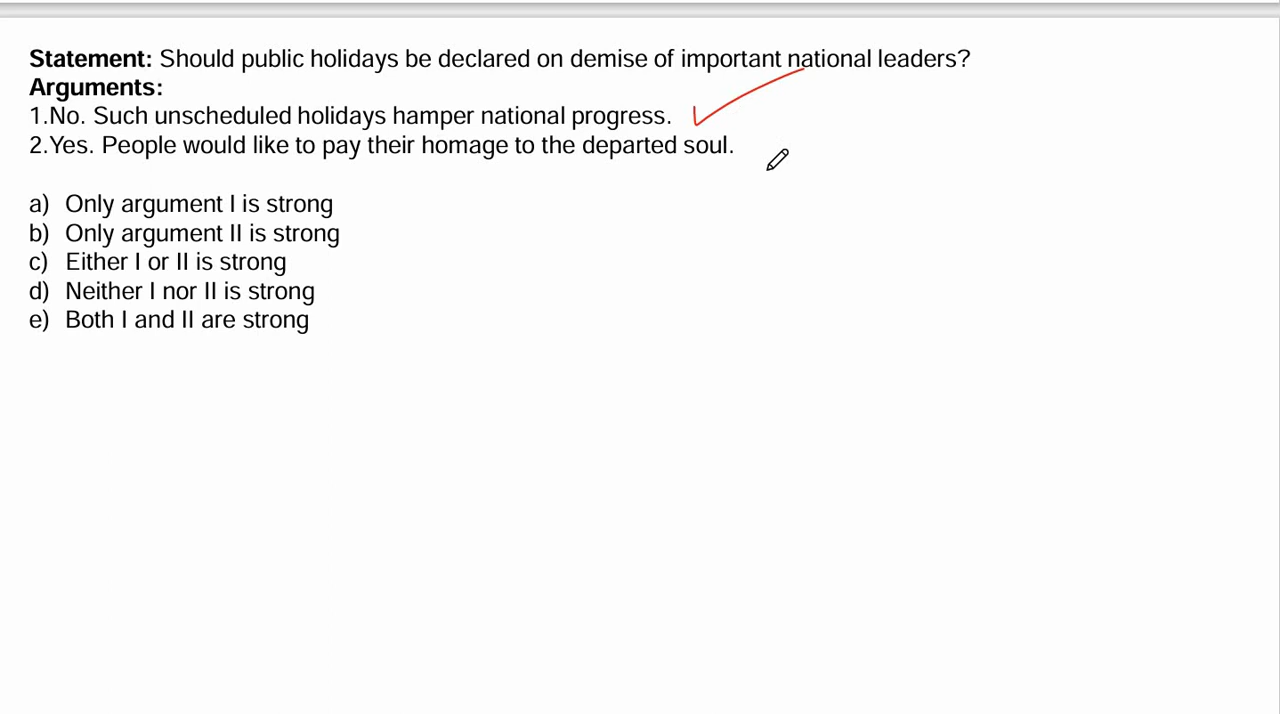 Statement: Should public holidays be declared on demise of important national leaders?
Arguments:
1.No. Such unscheduled holidays hamper national progress.
2.Yes. People would like to pay their homage to the departed soul.
a) Only argument I is strong
b) Only argument II is strong
c) Either I or II is strong
d) Neither I nor II is strong
e) Both I and II are strong